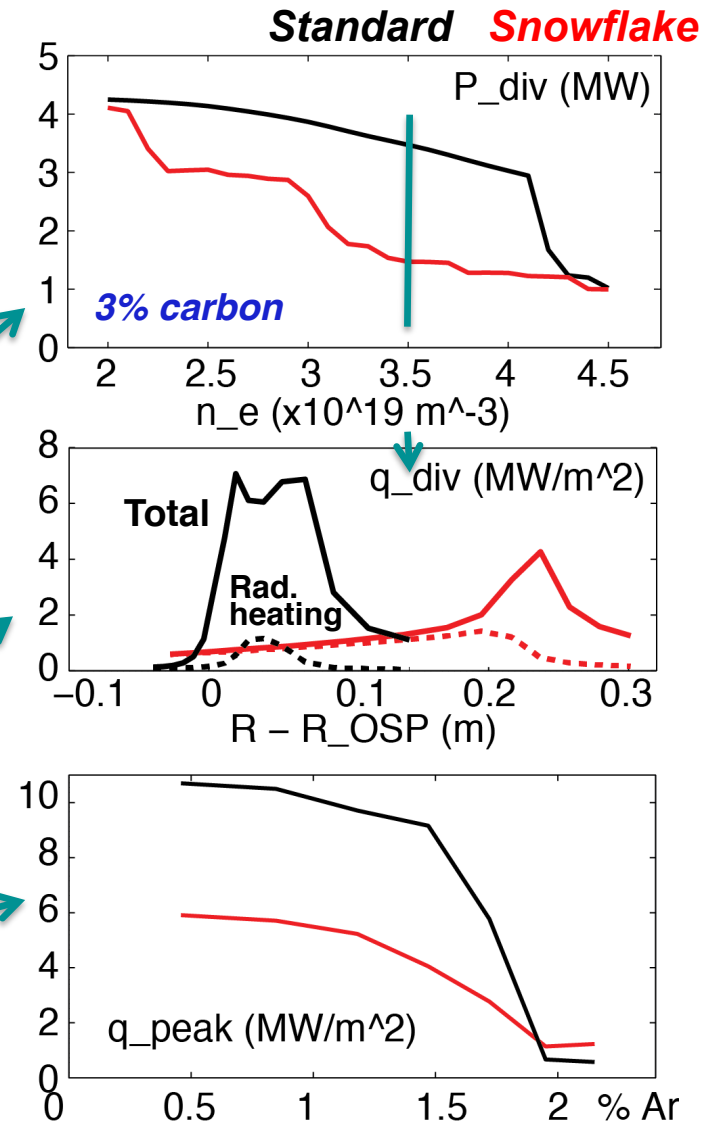 Standard Snowflake
5
P_div (MW)
4
3
2
1
3% carbon
0
2 2.5 3 3.5 4 4.5
n_e (x10^19 m^-3)
8
q_div (MW/m^2)
6
Total
4
Rad.
heating
2
0
−0.1 0 0.1 0.2 0.3
R − R_OSP (m)
10
8
6
4
2
q_peak (MW/m^2)
0
0 0.5 1 1.5 2 % Ar